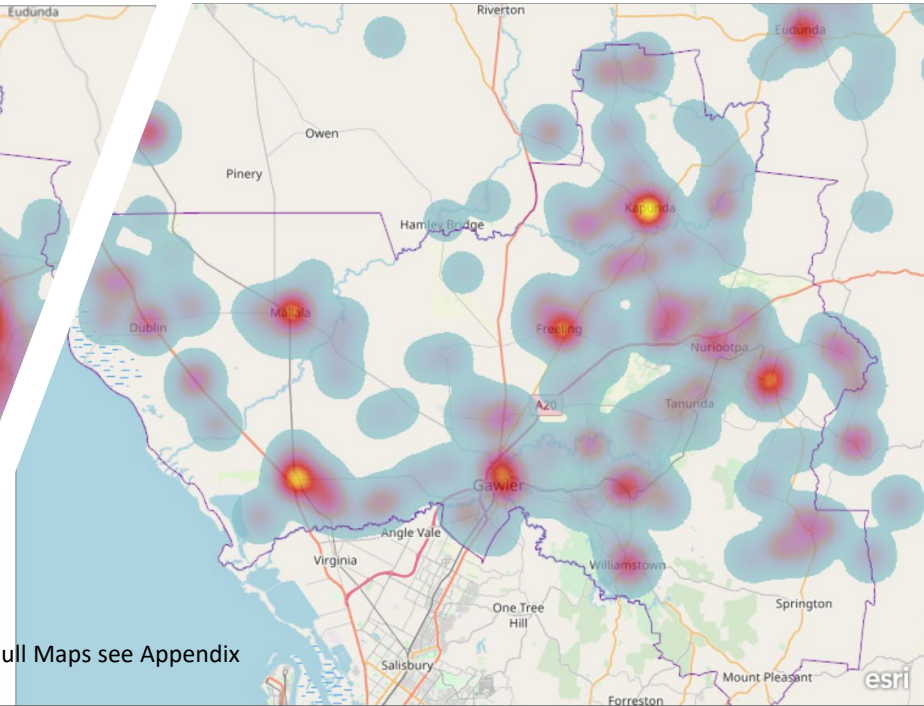 Eudunda
Riverton
Eudunda
Owen
Pinery
Kapunda
Hamley Bridge
Mallala
Dublin
Freeling
Nuriootpa
A20
Tanunda
Gawler
Angle Vale
Virginia
Williamstown
One Tree
Hill
Springton
ull Maps see Appendix
Salisbury
Mount Pleasant
esri
Forreston